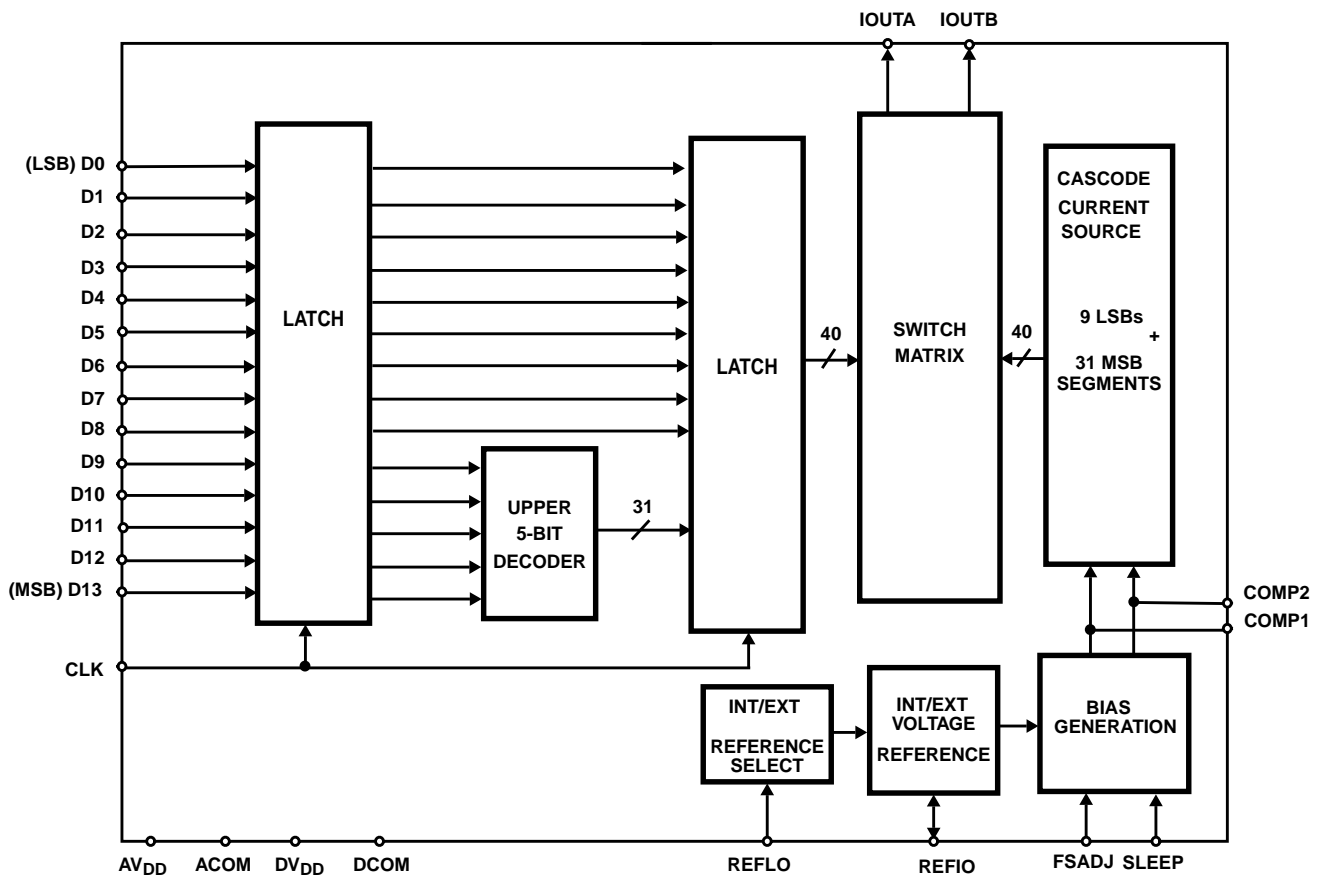 IOUTA IOUTB
(LSB) D0
D1
D2
D3
D4
D5
D6
D7
D8
D9
D10
D11
D12
(MSB) D13
CLK
LATCH
UPPER
5-BIT
DECODER
31
LATCH
40
SWITCH
MATRIX
40
CASCODE
CURRENT
SOURCE
9 LSBs
+
31 MSB
SEGMENTS
COMP2
COMP1
INT/EXT
REFERENCE
SELECT
INT/EXT
VOLTAGE
REFERENCE
BIAS
GENERATION
AVDD ACOM DVDD DCOM REFLO REFIO FSADJ SLEEP